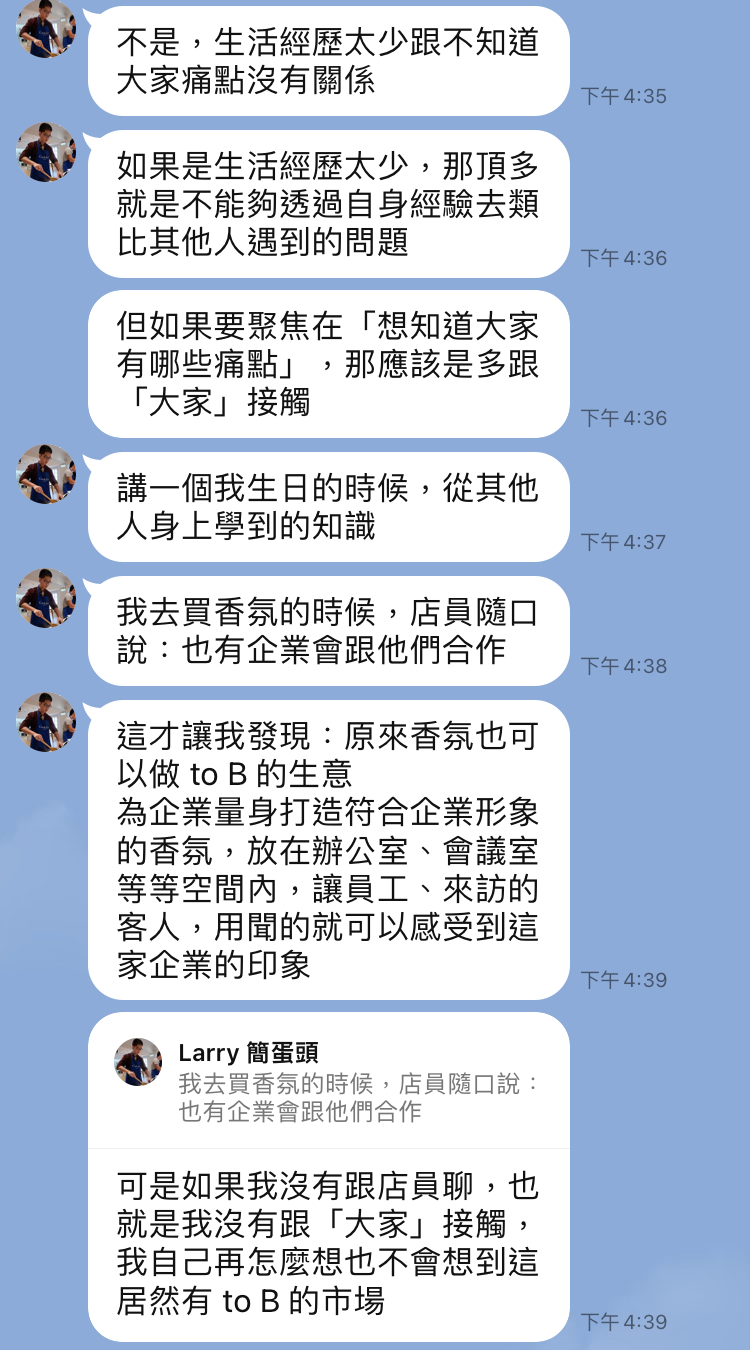 不是，生活經歷太少跟不知道
大家痛點沒有關係
下午 4:35
如果是生活經歷太少，那頂多
就是不能夠透過自身經驗去類
比其他人遇到的問題
下午 4:36
但如果要聚焦在「想知道大家
有哪些痛點」，那應該是多跟
「大家」接觸
下午 4:36
講一個我生日的時候，從其他
人身上學到的知識
下午 4:37
我去買香氛的時候，店員隨口
說：也有企業會跟他們合作
下午 4:38
這才讓我發現：原來香氛也可
以做 to B 的生意
為企業量身打造符合企業形象
的香氛，放在辦公室、會議室
等等空間內，讓員工、來訪的
客人，用聞的就可以感受到這
家企業的印象
下午 4:39
Larry 簡蛋頭
我去買香氛的時候，店員隨口說：
也有企業會跟他們合作
可是如果我沒有跟店員聊，也
就是我沒有跟「大家」接觸，
我自己再怎麼想也不會想到這
居然有 to B 的市場
下午 4:39